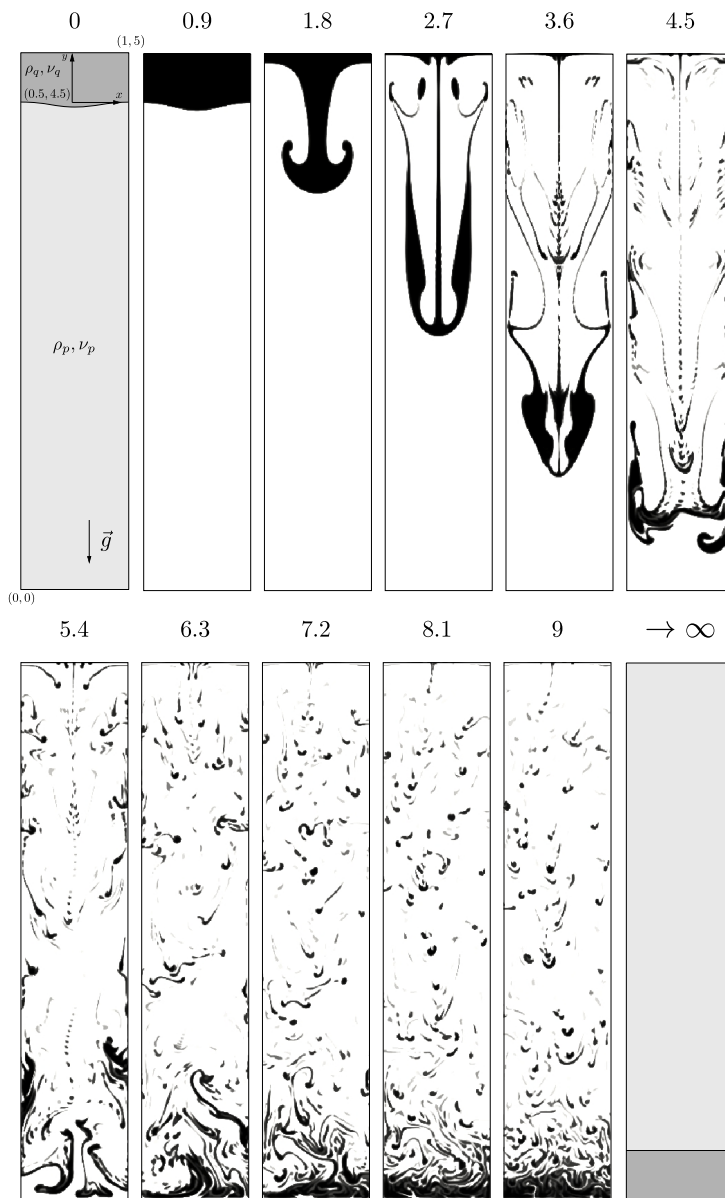 0 0.9 1.8 2.7 3.6 4.5
(1, 5)
y
ρq, νq
(0.5, 4.5) x
ρp, νp
g⃗
(0, 0)
5.4 6.3 7.2 8.1 9 → ∞